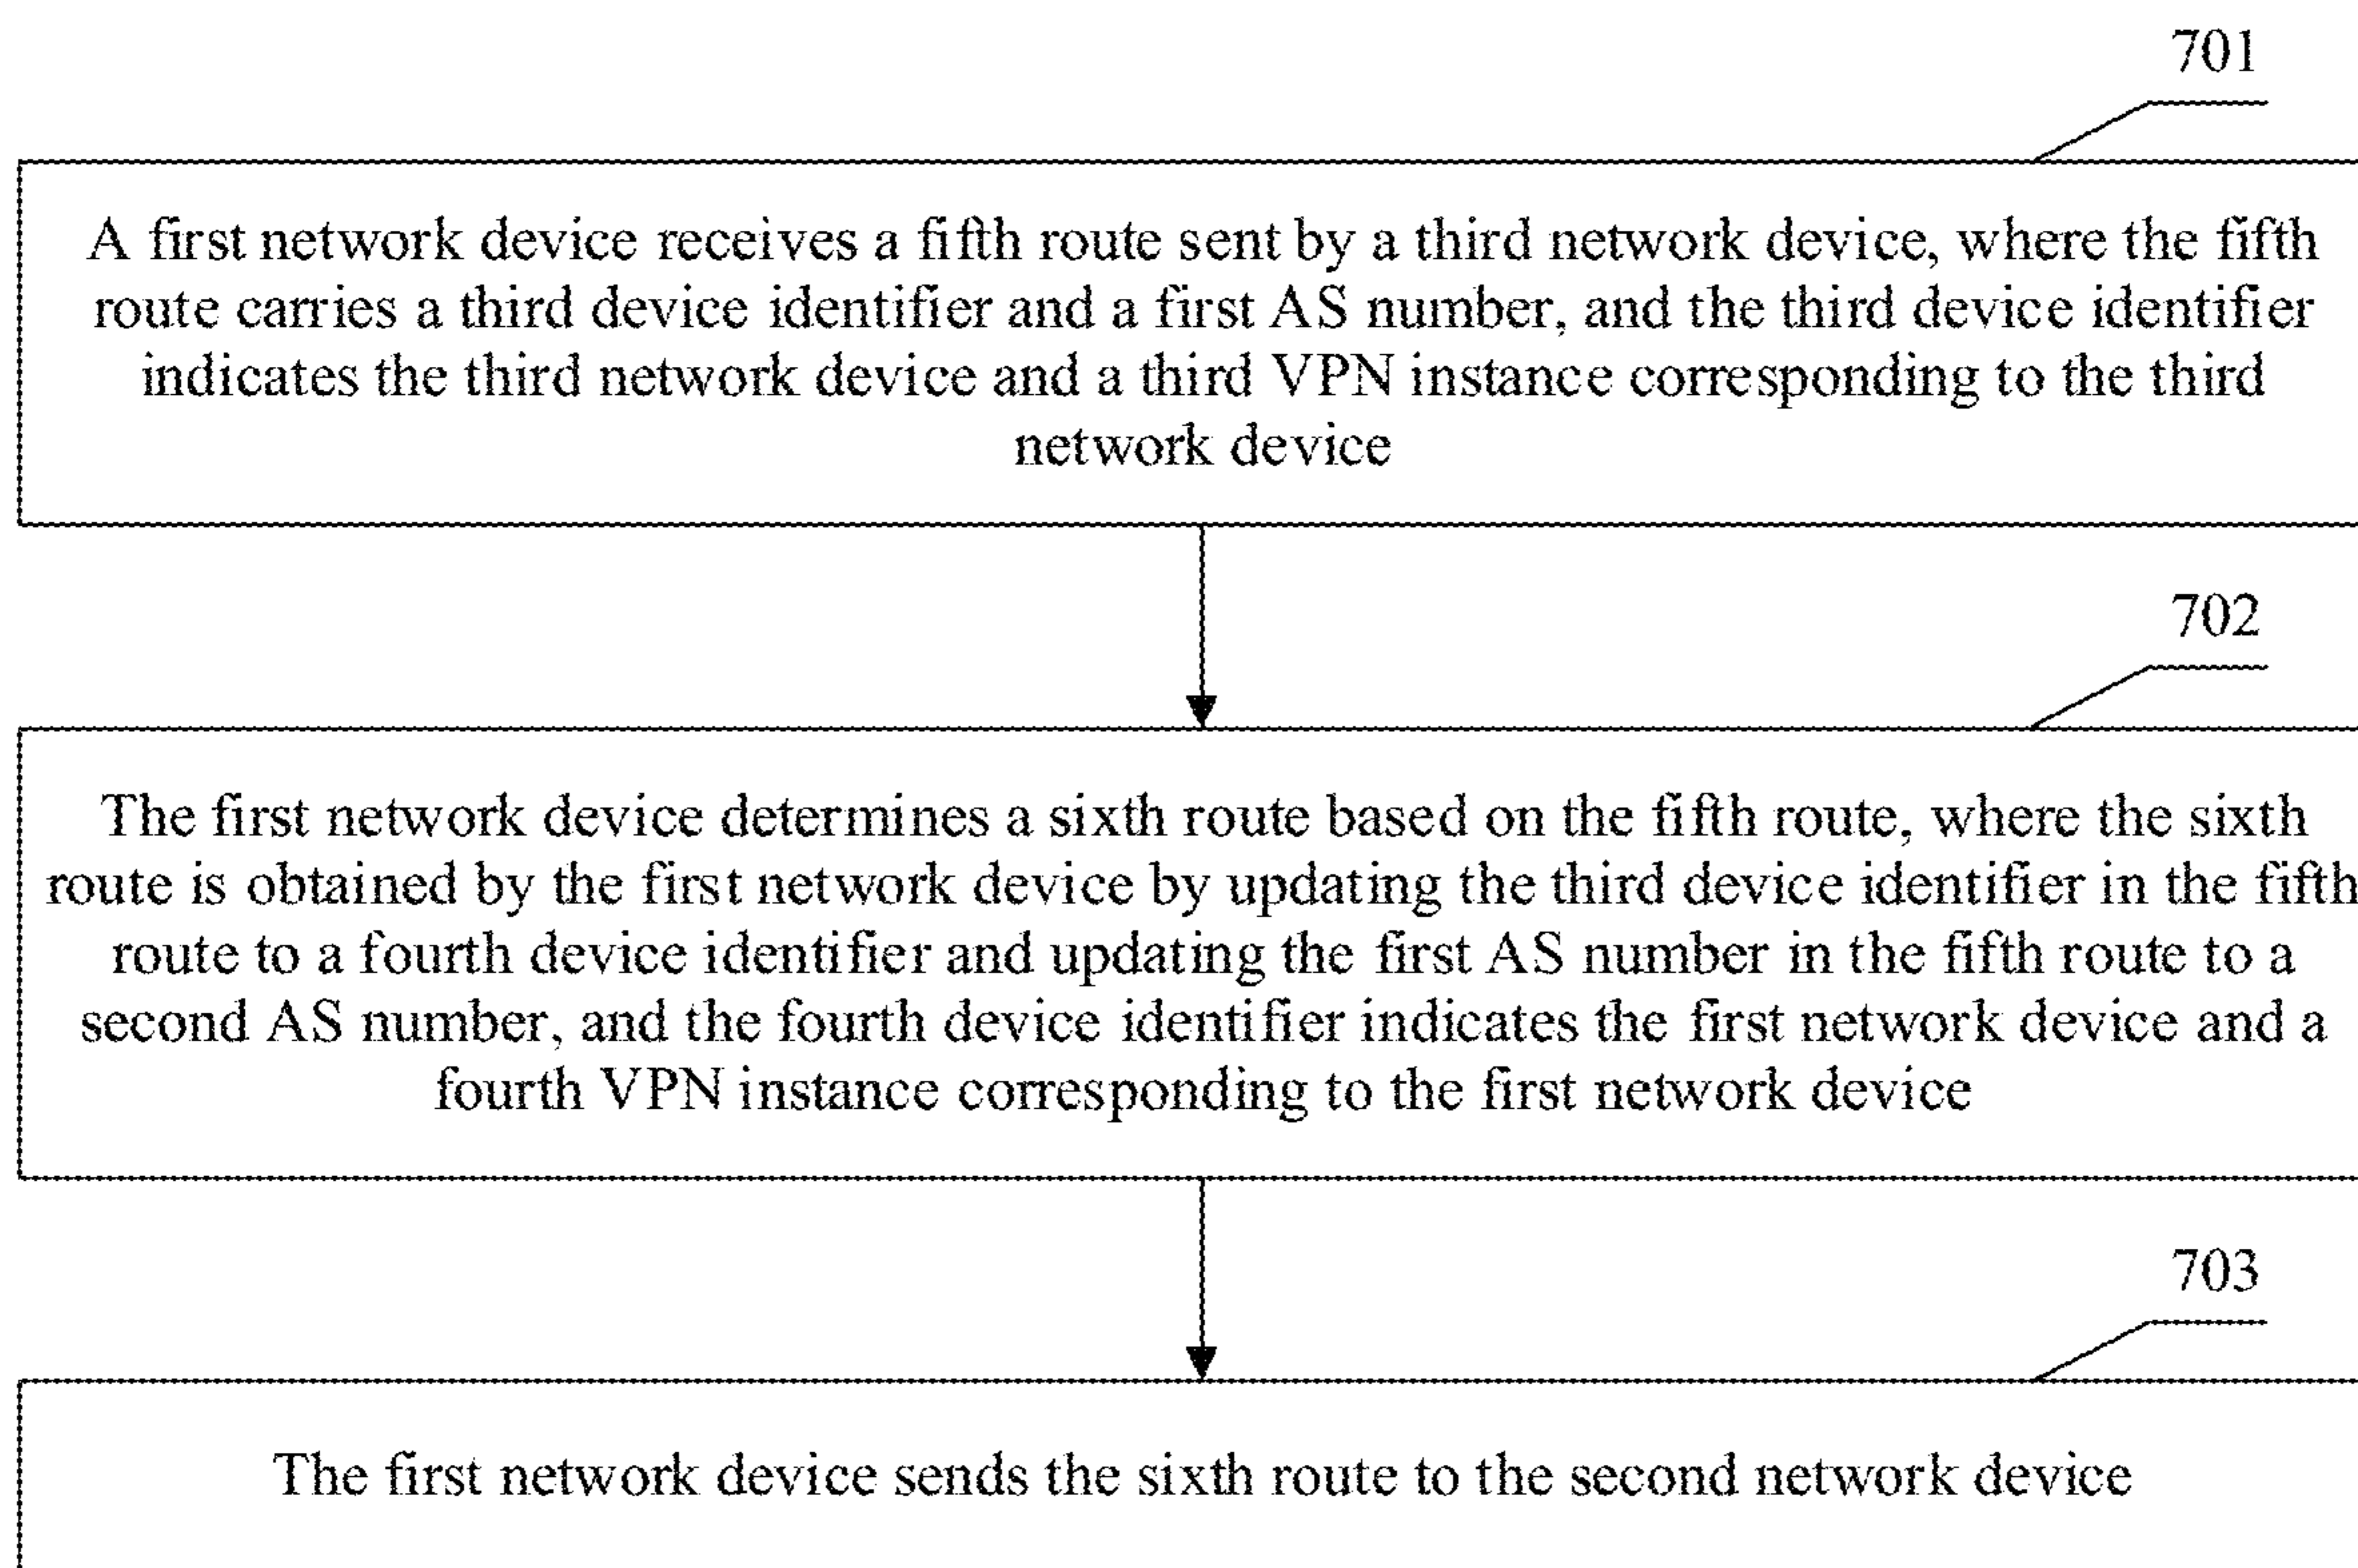 701
A first network device receives a fifth route sent by a third network device, where the fifth
route carries a third device identifier and a first AS number, and the third device identifier
indicates the third network device and a third VPN instance corresponding to the third
network device
702
The first network device determines a sixth route based on the fifth route, where the sixth
route is obtained by the first network device by updating the third device identifier in the fifth
route to a fourth device identifier and updating the first AS number in the fifth route to a
second AS number, and the fourth device identifier indicates the first network device and a
fourth VPN instance corresponding to the first network device
703
The first network device sends the sixth route to the second network device